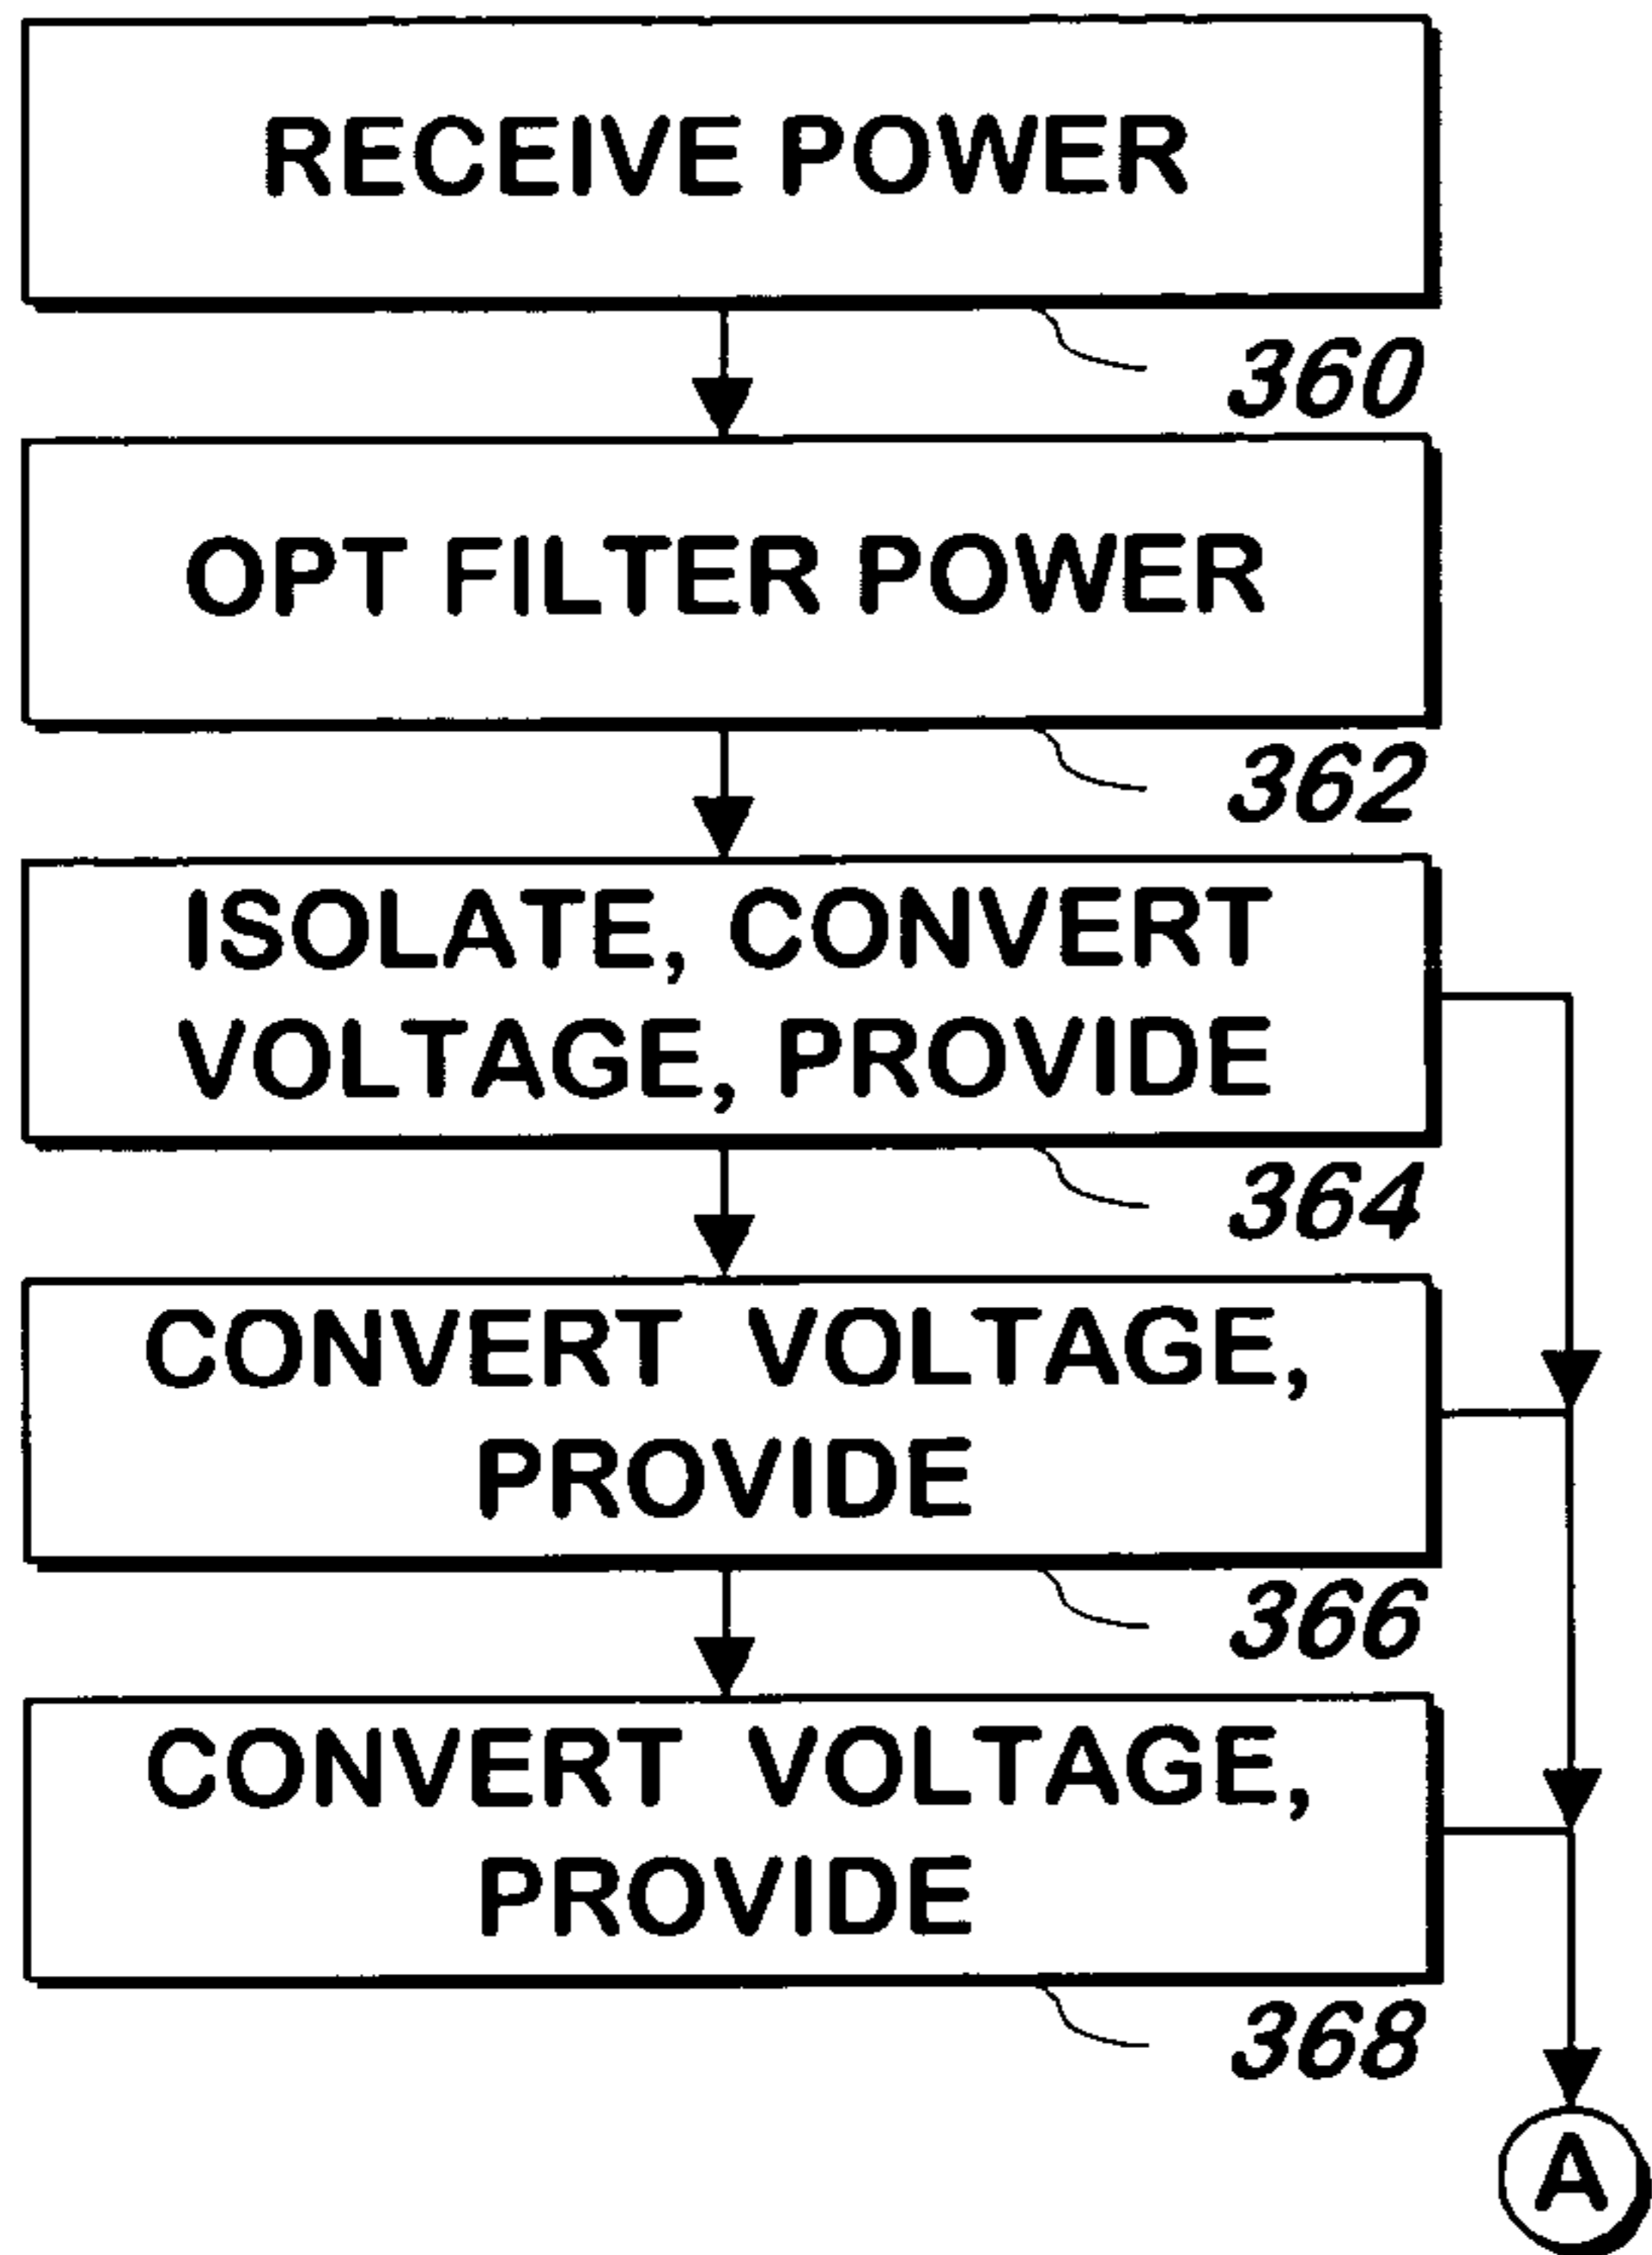 RECEIVE POWER
360
OPT FILTER POWER
362
ISOLATE, CONVERT
VOLTAGE, PROVIDE
364
CONVERT VOLTAGE,
PROVIDE
366
CONVERT VOLTAGE,
PROVIDE
368
A